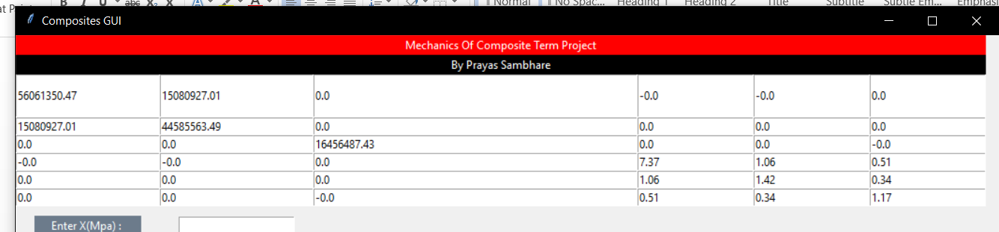 Normal No Spac... Heading 1 Heading 2 Title Subtitle Subtle Em...
Composites GUI
Mechanics Of Composite Term Project
By Prayas Sambhare
56061350.47 15080927.01 0.0 -0.0 -0.0 0.0
15080927.01 44585563.49 0.0 0.0 0.0 0.0
0.0 0.0 16456487.43 0.0 0.0 -0.0
-0.0 -0.0 0.0 7.37 1.06 0.51
0.0 0.0 0.0 1.06 1.42 0.34
0.0 0.0 -0.0 0.51 0.34 1.17
Enter X(Mpa) :